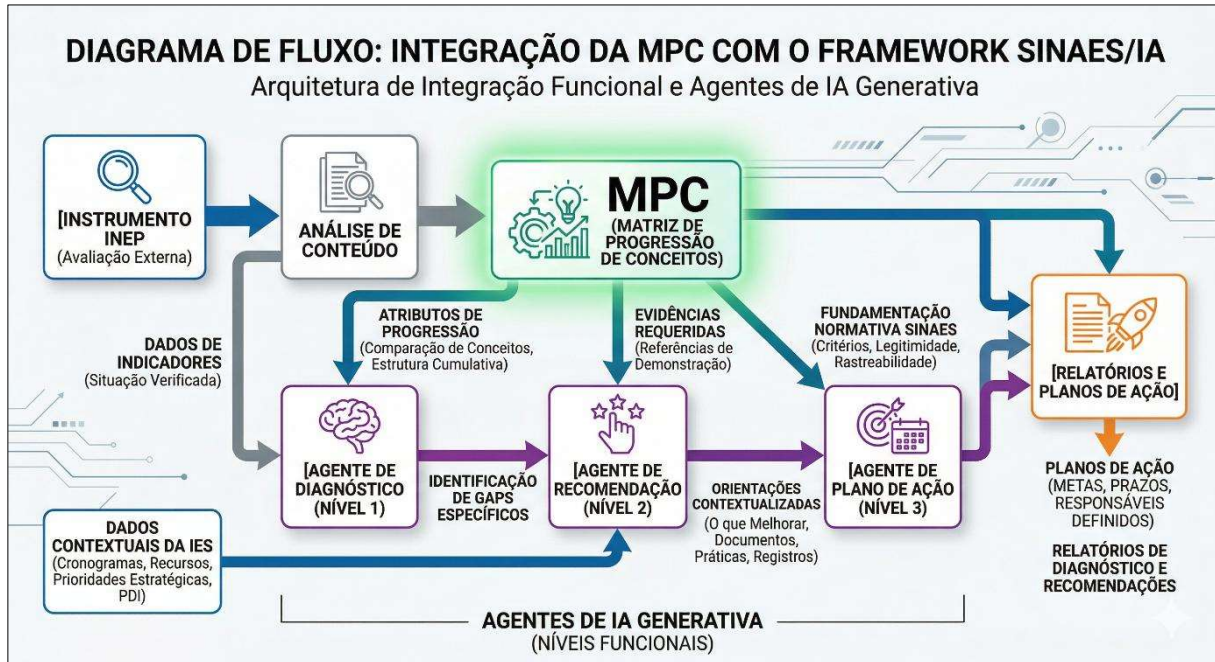 DIAGRAMA DE FLUXO: INTEGRAÇÃO DA MPC COM O FRAMEWORK SINAES/IA
Arquitetura de Integração Funcional e Agentes de IA Generativa
[INSTRUMENTO
INEP
(Avaliação Externa)
ANÁLISE DE
CONTEÚDO
MPC
(MATRIZ DE
PROGRESSÃO
DE CONCEITOS)
DADOS DE
INDICADORES
(Situação Verificada)
ATRIBUTOS DE
PROGRESSÃO
(Comparação de Conceitos,
Estrutura Cumulativa)
EVIDÊNCIAS
REQUERIDAS
(Referências de
Demonstração)
FUNDAMENTAÇÃO
NORMATIVA SINAES
(Critérios, Legitimidade,
Rastreabilidade)
[RELATÓRIOS E
PLANOS DE AÇÃO]
[AGENTE DE
DIAGNÓSTICO
(NÍVEL 1)
IDENTIFICAÇÃO
DE GAPS
ESPECÍFICOS
[AGENTE DE
RECOMENDAÇÃO
(NÍVEL 2)
ORIENTAÇÕES
CONTEXTUALIZADAS
(O que Melhorar,
Documentos,
Práticas, Registros)
[AGENTE DE
PLANO DE AÇÃO
(NÍVEL 3)
PLANOS DE AÇÃO
(METAS, PRAZOS,
RESPONSÁVEIS
DEFINIDOS)
RELATÓRIOS DE
DIAGNÓSTICO E
RECOMENDAÇÕES
DADOS
CONTEXTUAIS DA IES
(Cronogramas, Recursos,
Prioridades Estratégicas,
PDI)
AGENTES DE IA GENERATIVA
(NÍVEIS FUNCIONAIS)